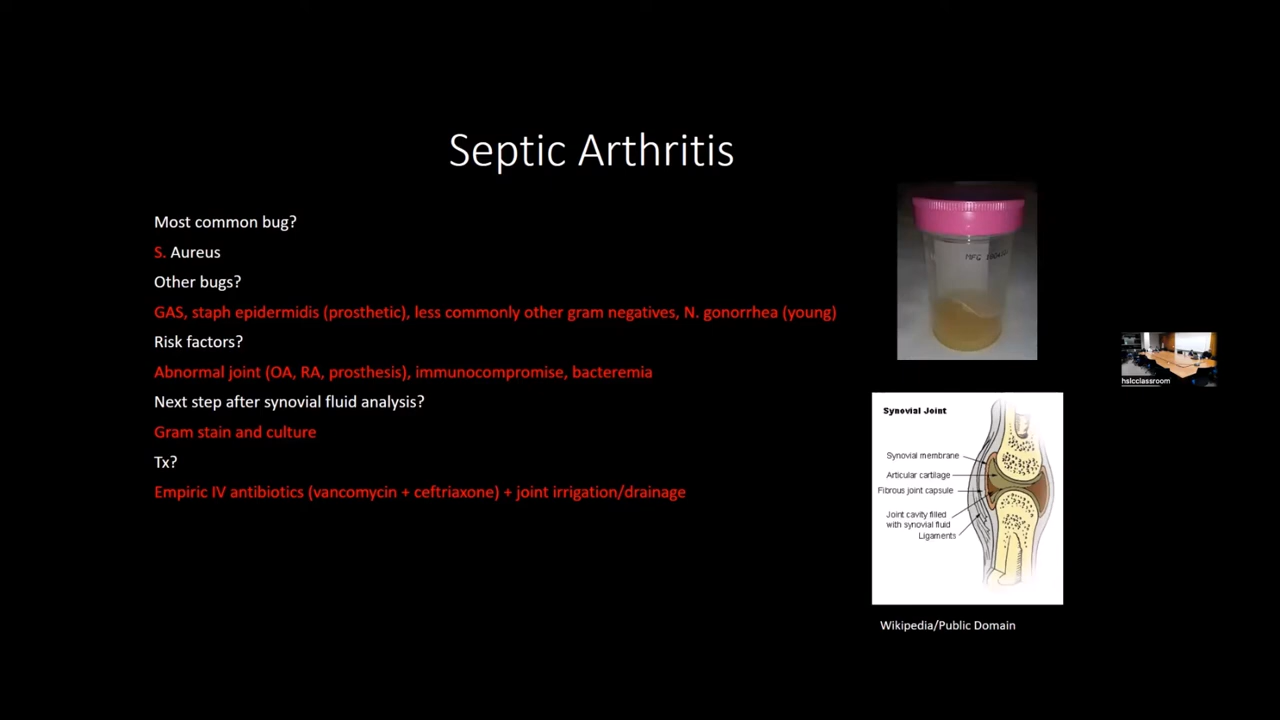 Septic Arthritis
Most common bug?
S. Aureus
Other bugs?
GAS, staph epidermidis (prosthetic), less commonly other gram negatives, N. gonorrhea (young)
Risk factors?
Abnormal joint (OA, RA, prosthesis), immunocompromise, bacteremia
Next step after synovial fluid analysis?
Gram stain and culture
Tx?
Empiric IV antibiotics (vancomycin + ceftriaxone) + joint irrigation/drainage
MFG
hslcclassroom
Synovial Joint
Synovial membrane
Articular cartilage
Fibrous joint capsule
Joint cavity filled
with synovial fluid
Ligaments
Wikipedia/Public Domain